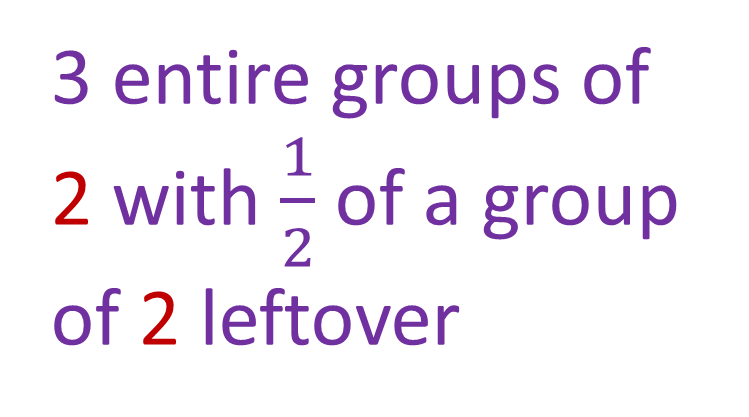 3 entire groups of
2 with 1/2 of a group
of 2 leftover